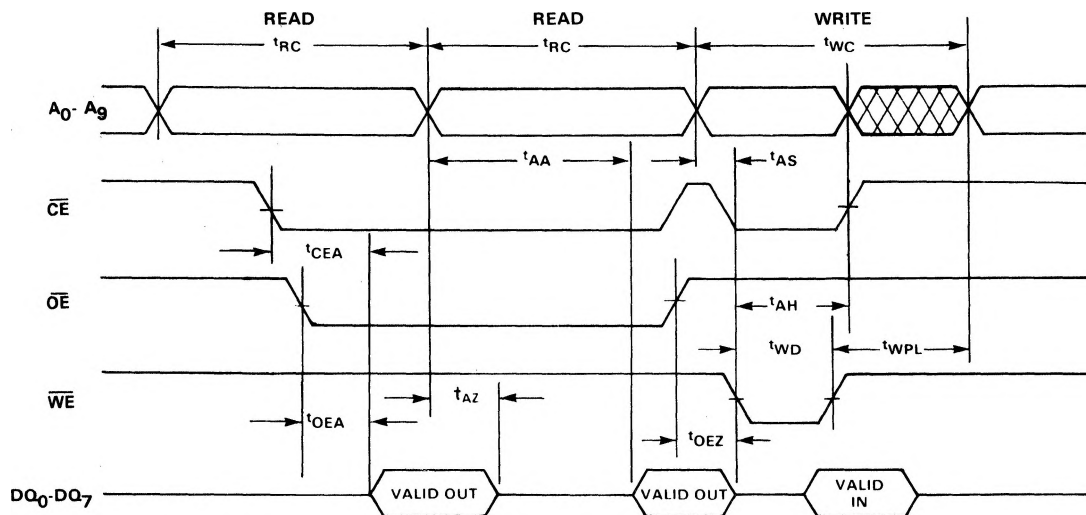 READ READ WRITE
tRC tRC tWC
A0- A9
tAA tAS
CE
tCEA
OE
tAH
tWD tWPL
WE
tAZ
tOEA tOEZ
DQ0-DQ7 VALID OUT VALID OUT VALID
IN